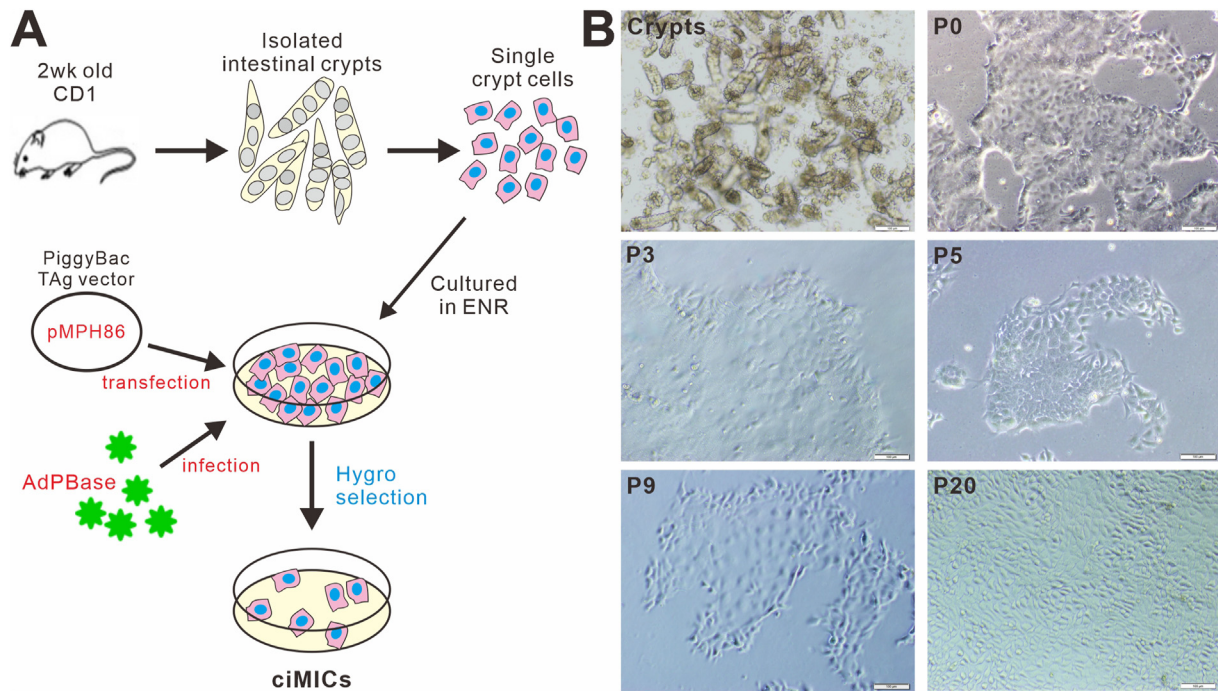 A
2wk old
CD1
Isolated
intestinal crypts
Single
crypt cells
Cultured
in ENR
PiggyBac
TAg vector
pMPH86
transfection
AdPBase
infection
Hygro
selection
ciMICs
B
Crypts
P0
P3
P5
P9
P20